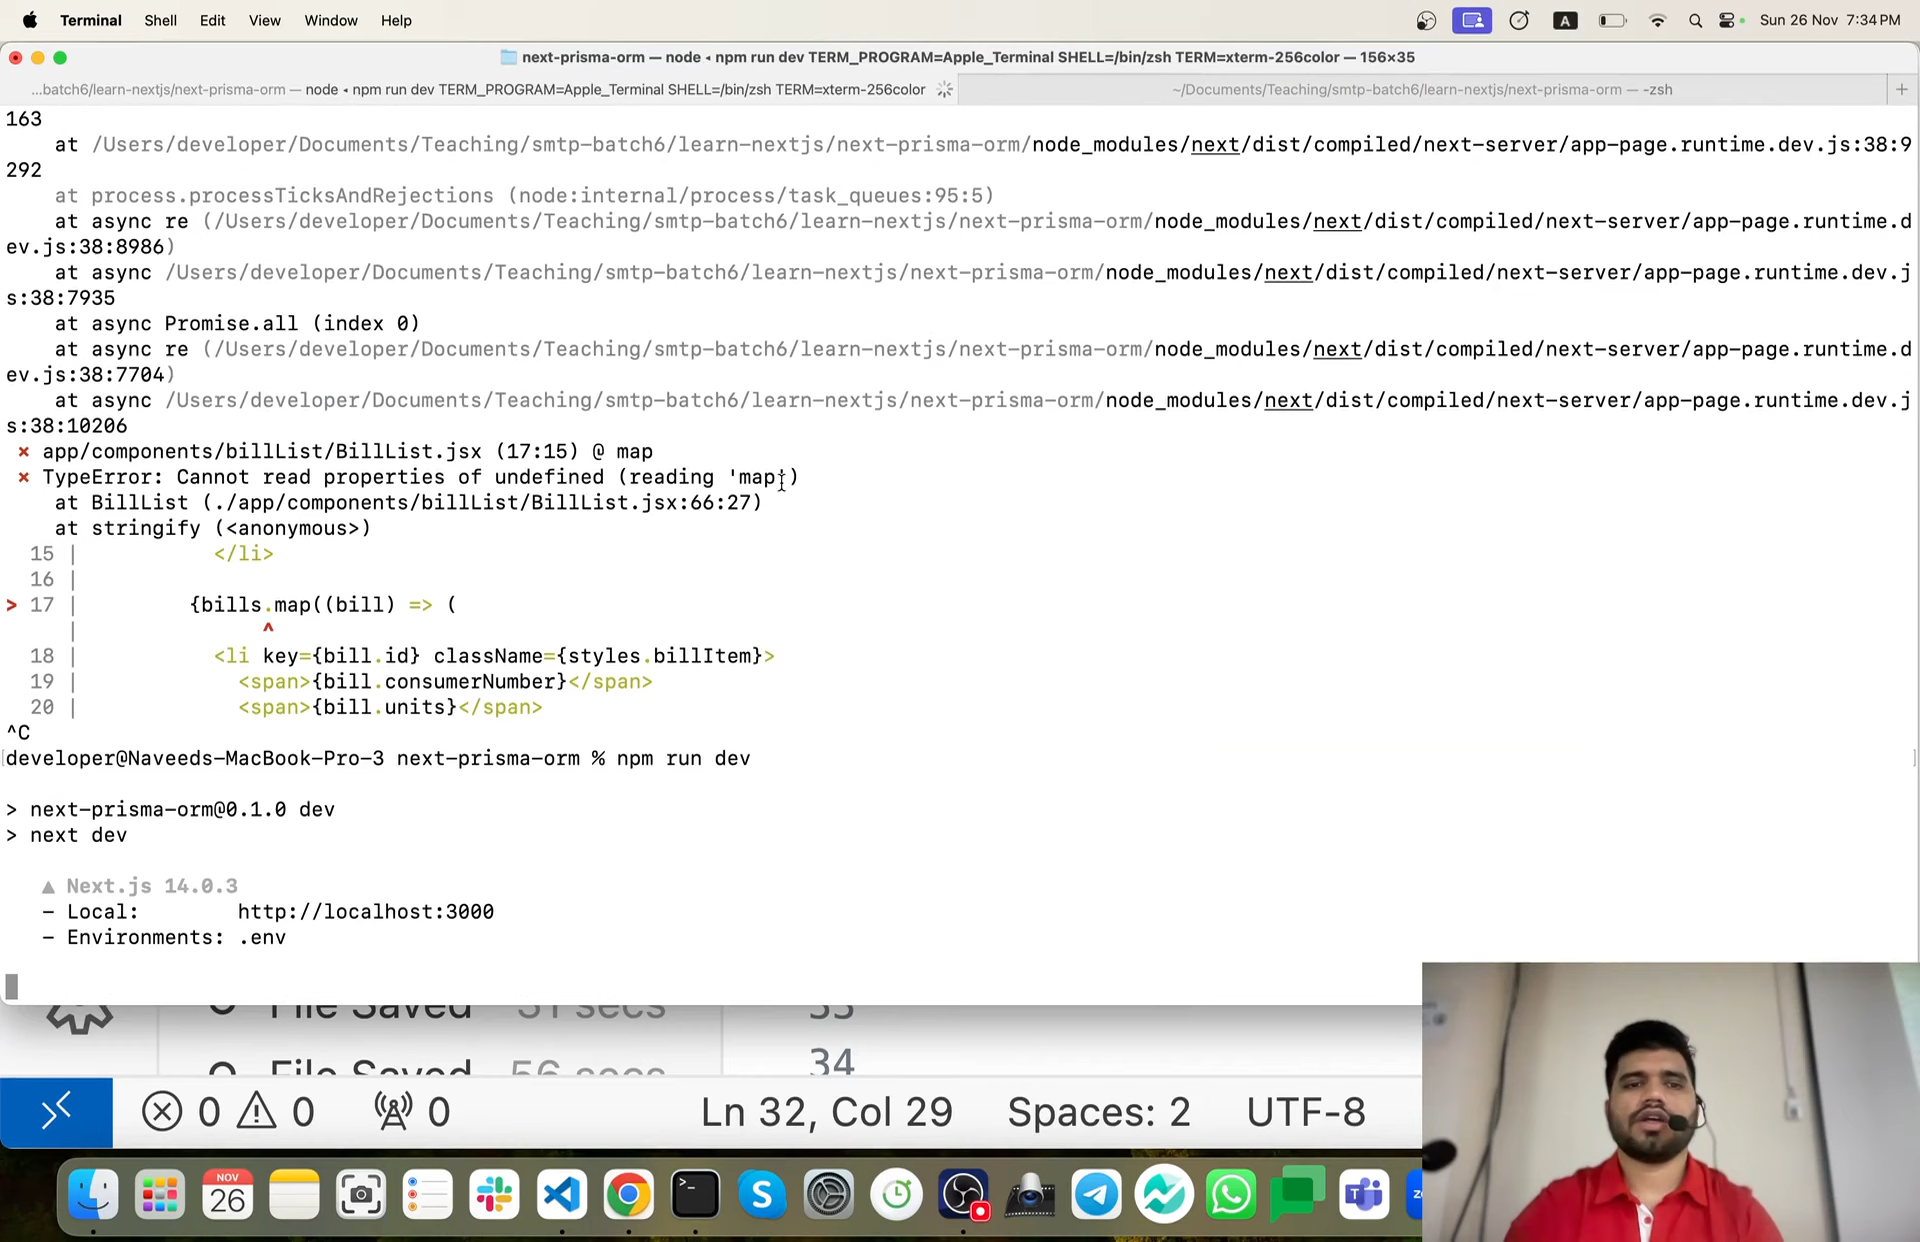 Terminal Shell Edit View Window Help
A
Sun 26 Nov 7:34 PM
next-prisma-orm — node ◂ npm run dev TERM_PROGRAM=Apple_Terminal SHELL=/bin/zsh TERM=xterm-256color — 156×35
...batch6/learn-nextjs/next-prisma-orm — node ◂ npm run dev TERM_PROGRAM=Apple_Terminal SHELL=/bin/zsh TERM=xterm-256color
~/Documents/Teaching/smtp-batch6/learn-nextjs/next-prisma-orm — -zsh
+
163
at /Users/developer/Documents/Teaching/smtp-batch6/learn-nextjs/next-prisma-orm/node_modules/next/dist/compiled/next-server/app-page.runtime.dev.js:38:9
292
at process.processTicksAndRejections (node:internal/process/task_queues:95:5)
at async re (/Users/developer/Documents/Teaching/smtp-batch6/learn-nextjs/next-prisma-orm/node_modules/next/dist/compiled/next-server/app-page.runtime.d
ev.js:38:8986)
at async /Users/developer/Documents/Teaching/smtp-batch6/learn-nextjs/next-prisma-orm/node_modules/next/dist/compiled/next-server/app-page.runtime.dev.j
s:38:7935
at async Promise.all (index 0)
at async re (/Users/developer/Documents/Teaching/smtp-batch6/learn-nextjs/next-prisma-orm/node_modules/next/dist/compiled/next-server/app-page.runtime.d
ev.js:38:7704)
at async /Users/developer/Documents/Teaching/smtp-batch6/learn-nextjs/next-prisma-orm/node_modules/next/dist/compiled/next-server/app-page.runtime.dev.j
s:38:10206
⨯ app/components/billList/BillList.jsx (17:15) @ map
⨯ TypeError: Cannot read properties of undefined (reading 'map')
at BillList (./app/components/billList/BillList.jsx:66:27)
at stringify (<anonymous>)
15 | </li>
16 |
> 17 | {bills.map((bill) => (
| ^
18 | <li key={bill.id} className={styles.billItem}>
19 | <span>{bill.consumerNumber}</span>
20 | <span>{bill.units}</span>
^C
[developer@Naveeds-MacBook-Pro-3 next-prisma-orm % npm run dev ]
> next-prisma-orm@0.1.0 dev
> next dev
▲ Next.js 14.0.3
- Local: http://localhost:3000
- Environments: .env
File Saved 51 secs 33
File Saved 56 secs 34
0 0 0 Ln 32, Col 29 Spaces: 2 UTF-8
NOV
26